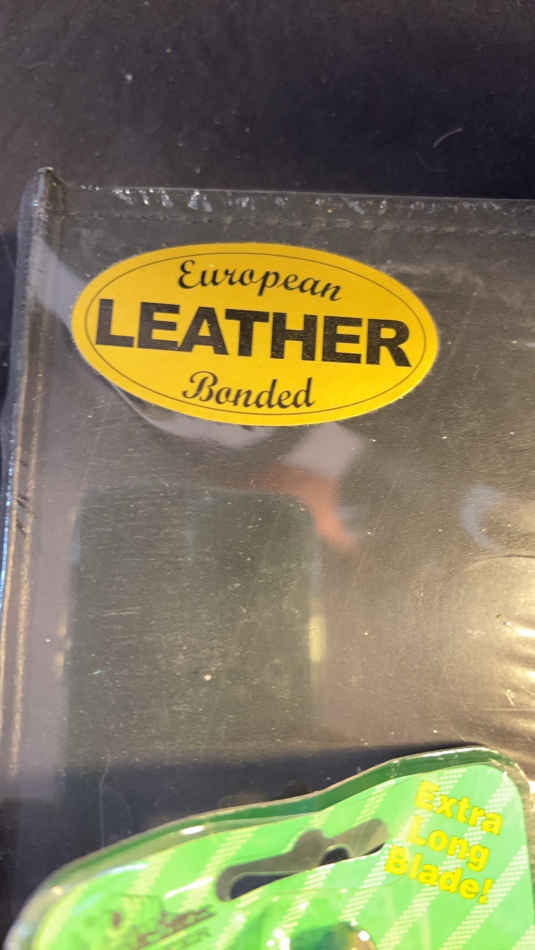 European
LEATHER
Bonded
Extra
Long
Blade!